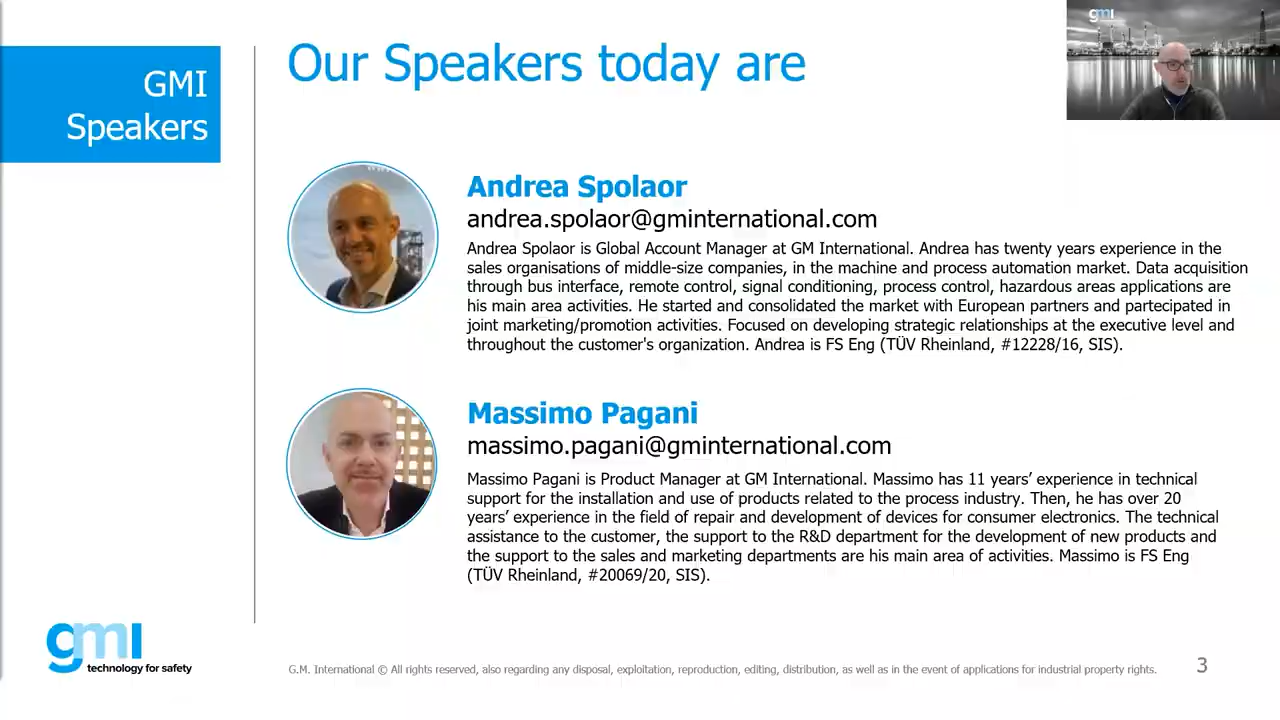 GMI
Speakers
Our Speakers today are
gmi
Andrea Spolaor
andrea.spolaor@gminternational.com
Andrea Spolaor is Global Account Manager at GM International. Andrea has twenty years experience in the
sales organisations of middle-size companies, in the machine and process automation market. Data acquisition
through bus interface, remote control, signal conditioning, process control, hazardous areas applications are
his main area activities. He started and consolidated the market with European partners and partecipated in
joint marketing/promotion activities. Focused on developing strategic relationships at the executive level and
throughout the customer's organization. Andrea is FS Eng (TÜV Rheinland, #12228/16, SIS).
Massimo Pagani
massimo.pagani@gminternational.com
Massimo Pagani is Product Manager at GM International. Massimo has 11 years’ experience in technical
support for the installation and use of products related to the process industry. Then, he has over 20
years’ experience in the field of repair and development of devices for consumer electronics. The technical
assistance to the customer, the support to the R&D department for the development of new products and
the support to the sales and marketing departments are his main area of activities. Massimo is FS Eng
(TÜV Rheinland, #20069/20, SIS).
gmi
technology for safety
G.M. International © All rights reserved, also regarding any disposal, exploitation, reproduction, editing, distribution, as well as in the event of applications for industrial property rights.
3